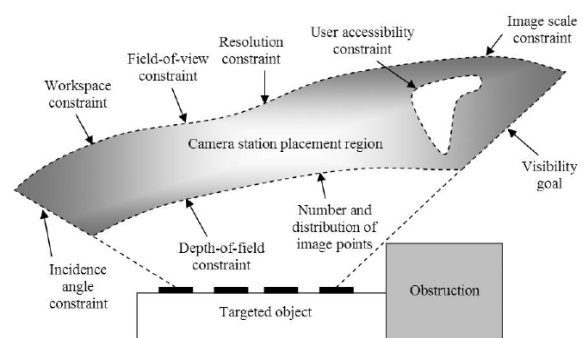 Image scale
constraint
User accessibility
constraint
Resolution
constraint
Field-of-view
constraint
Workspace
constraint
Camera station placement region
Visibility
goal
Number and
distribution of
image points
Depth-of-field
constraint
Incidence
angle
constraint
Obstruction
Targeted object